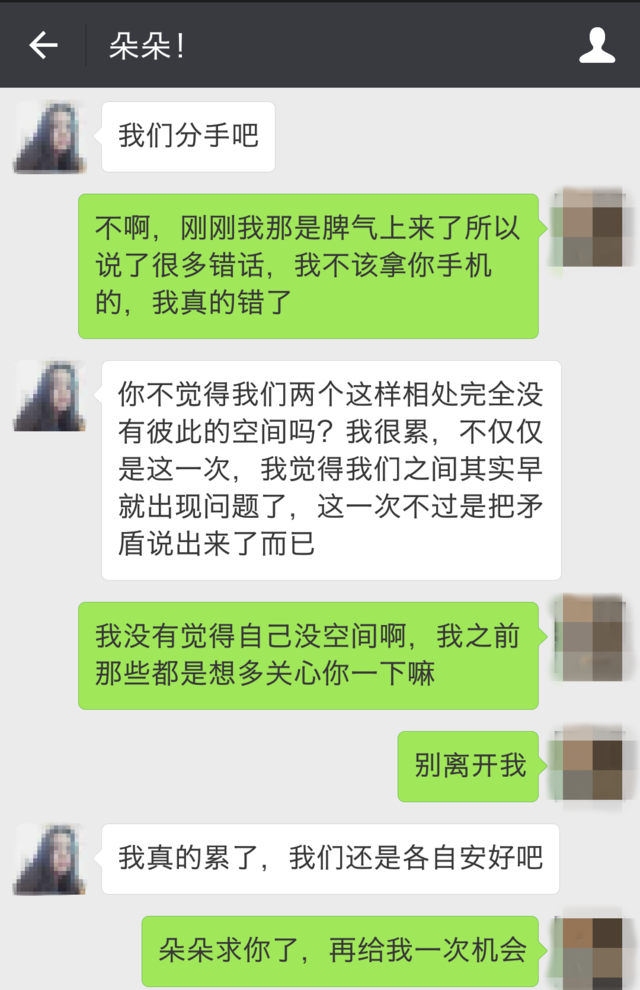 朵朵！
我们分手吧
不啊，刚刚我那是脾气上来了所以
说了很多错话，我不该拿你手机
的，我真的错了
你不觉得我们两个这样相处完全没
有彼此的空间吗？我很累，不仅仅
是这一次，我觉得我们之间其实早
就出现问题了，这一次不过是把矛
盾说出来了而已
我没有觉得自己没空间啊，我之前
那些都是想多关心你一下嘛
别离开我
我真的累了，我们还是各自安好吧
朵朵求你了，再给我一次机会